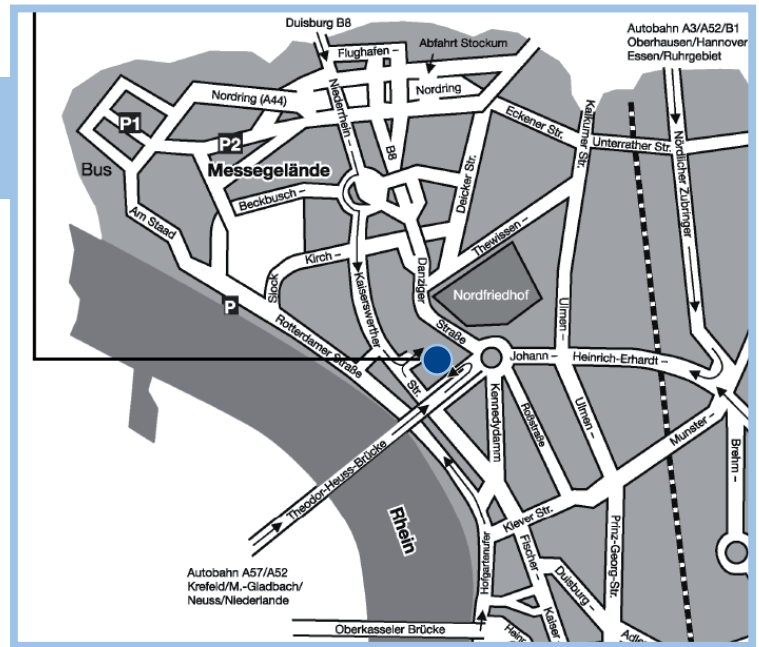 Duisburg B8
Autobahn A3/A52/B1
Oberhausen/Hannover
Essen/Ruhrgebiet
Flughafen –
Abfahrt Stockum
Nordring (A44)
Nordring
Niederrhein –
B8
P1
P2
Bus
Messegelände
Eckener Str.
Kalkumer Str.
Unterrather Str.
Nördlicher Zubringer
Beckbusch –
Deicker Str.
Am Staad
Thewissen –
Kirch –
Slock
Danziger
Straße
Nordfriedhof
Kaiserswerther
Str.
P
Rotterdamer Straße
Ulmen –
Johann –
Heinrich-Erhardt –
Kennedydamm
Roßstraße
Ulmen –
Munster –
Brehm –
Theodor-Heuss-Brücke
Rhein
Klever Str.
Prinz-Georg-Str.
Fischer –
Hofgartenufer
Duisburg –
Kaiser
Autobahn A57/A52
Krefeld/M.-Gladbach/
Neuss/Niederlande
Oberkasseler Brücke